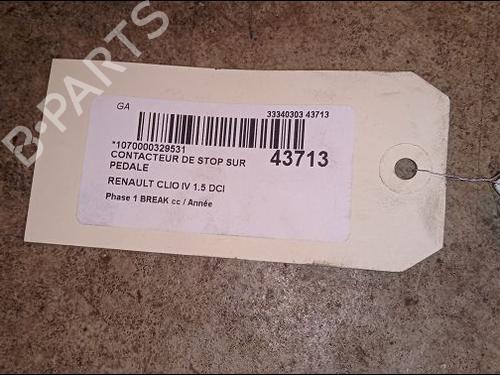 B-PARTS
GA
33340303 43713
*1070000329531
CONTACTEUR DE STOP SUR
PEDALE
43713
RENAULT CLIO IV 1.5 DCI
Phase 1 BREAK cc / Année